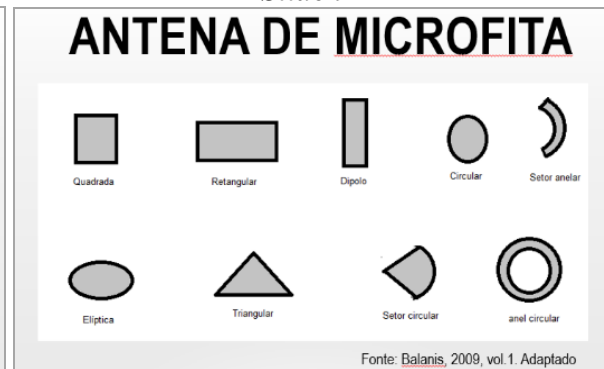 ANTENA DE MICROFITA
Quadrada
Retangular
Dipolo
Circular
Setor anelar
Elíptica
Triangular
Setor circular
anel circular
Fonte: Balanis, 2009, vol.1. Adaptado